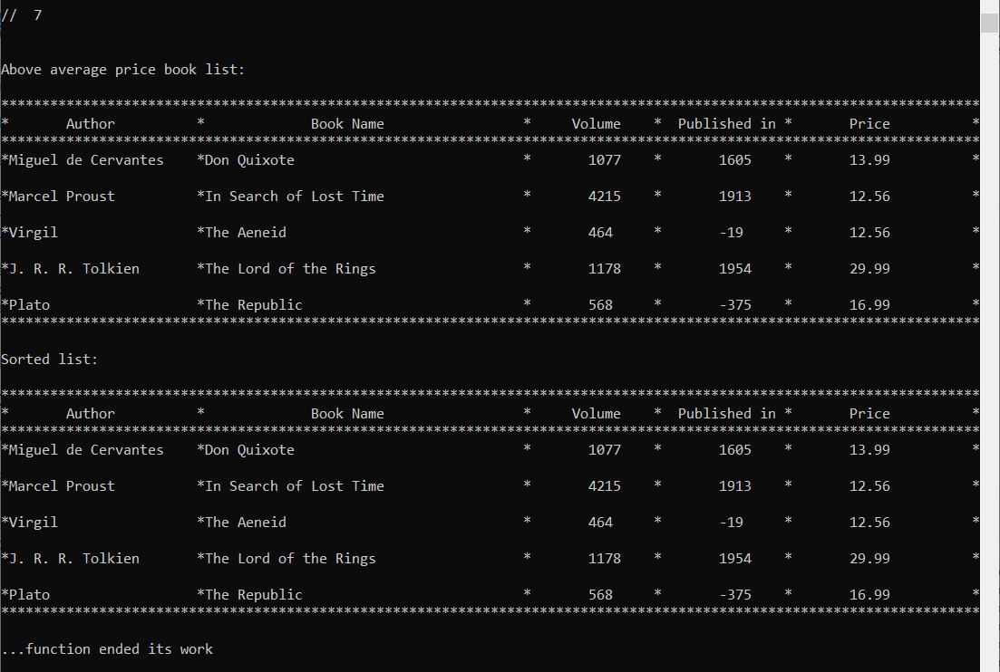 //  7
Above average price book list:
************************************************************************************************************************
*       Author          *             Book Name                 *     Volume    *  Published in *       Price          *
************************************************************************************************************************
*Miguel de Cervantes    *Don Quixote                            *       1077    *       1605    *       13.99          *
*Marcel Proust          *In Search of Lost Time                 *       4215    *       1913    *       12.56          *
*Virgil                 *The Aeneid                             *       464     *       -19     *       12.56          *
*J. R. R. Tolkien       *The Lord of the Rings                  *       1178    *       1954    *       29.99          *
*Plato                  *The Republic                           *       568     *       -375    *       16.99          *
************************************************************************************************************************
Sorted list:
************************************************************************************************************************
*       Author          *             Book Name                 *     Volume    *  Published in *       Price          *
************************************************************************************************************************
*Miguel de Cervantes    *Don Quixote                            *       1077    *       1605    *       13.99          *
*Marcel Proust          *In Search of Lost Time                 *       4215    *       1913    *       12.56          *
*Virgil                 *The Aeneid                             *       464     *       -19     *       12.56          *
*J. R. R. Tolkien       *The Lord of the Rings                  *       1178    *       1954    *       29.99          *
*Plato                  *The Republic                           *       568     *       -375    *       16.99          *
************************************************************************************************************************
...function ended its work